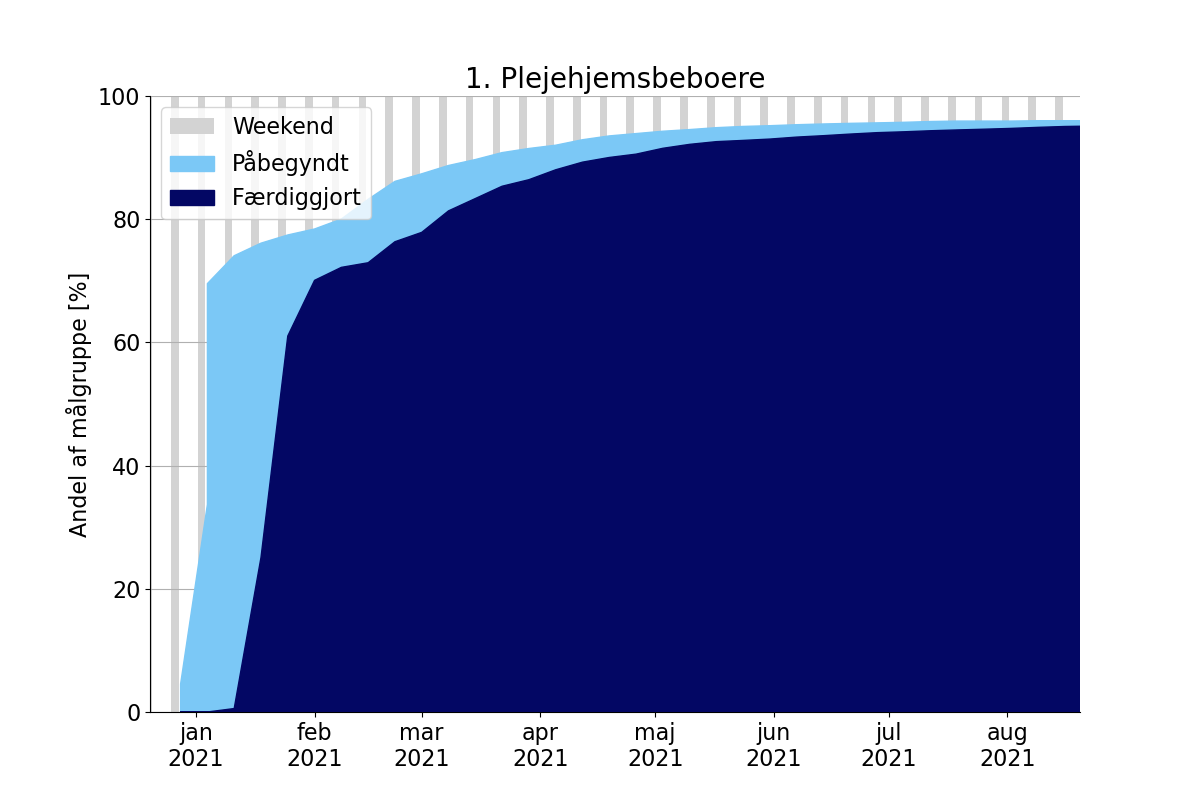 1. Plejehjemsbeboere
Andel af målgruppe [%]
100
80
60
40
20
0
Weekend
Påbegyndt
Færdiggjort
jan
2021
feb
2021
mar
2021
apr
2021
maj
2021
jun
2021
jul
2021
aug
2021